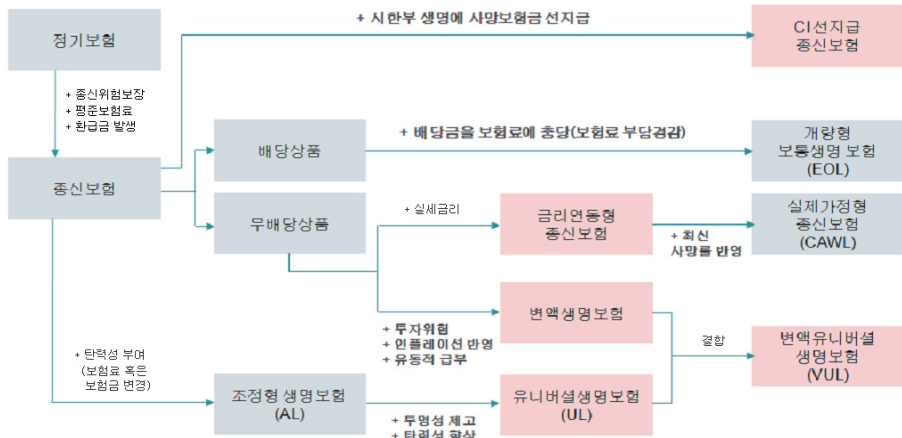 정기보험
+ 시한부 생명에 사망보험금 선지급
CI선지급
종신보험
+ 종신위험보장
+ 평준보험료
+ 환급금 발생
종신보험
배당상품
+ 배당금을 보험료에 충당(보험료 부담경감)
개량형
보통생명 보험
(EOL)
무배당상품
+ 실세금리
금리연동형
종신보험
+ 최신
사망률 반영
실제가정형
종신보험
(CAWL)
+ 투자위험
+ 인플레이션 반영
+ 유동적 급부
변액생명보험
결합
변액유니버셜
생명보험
(VUL)
+ 탄력성 부여
(보험료 혹은
보험금 변경)
조정형 생명보험
(AL)
+ 투명성 제고
+ 탄력성 향상
유니버셜생명보험
(UL)